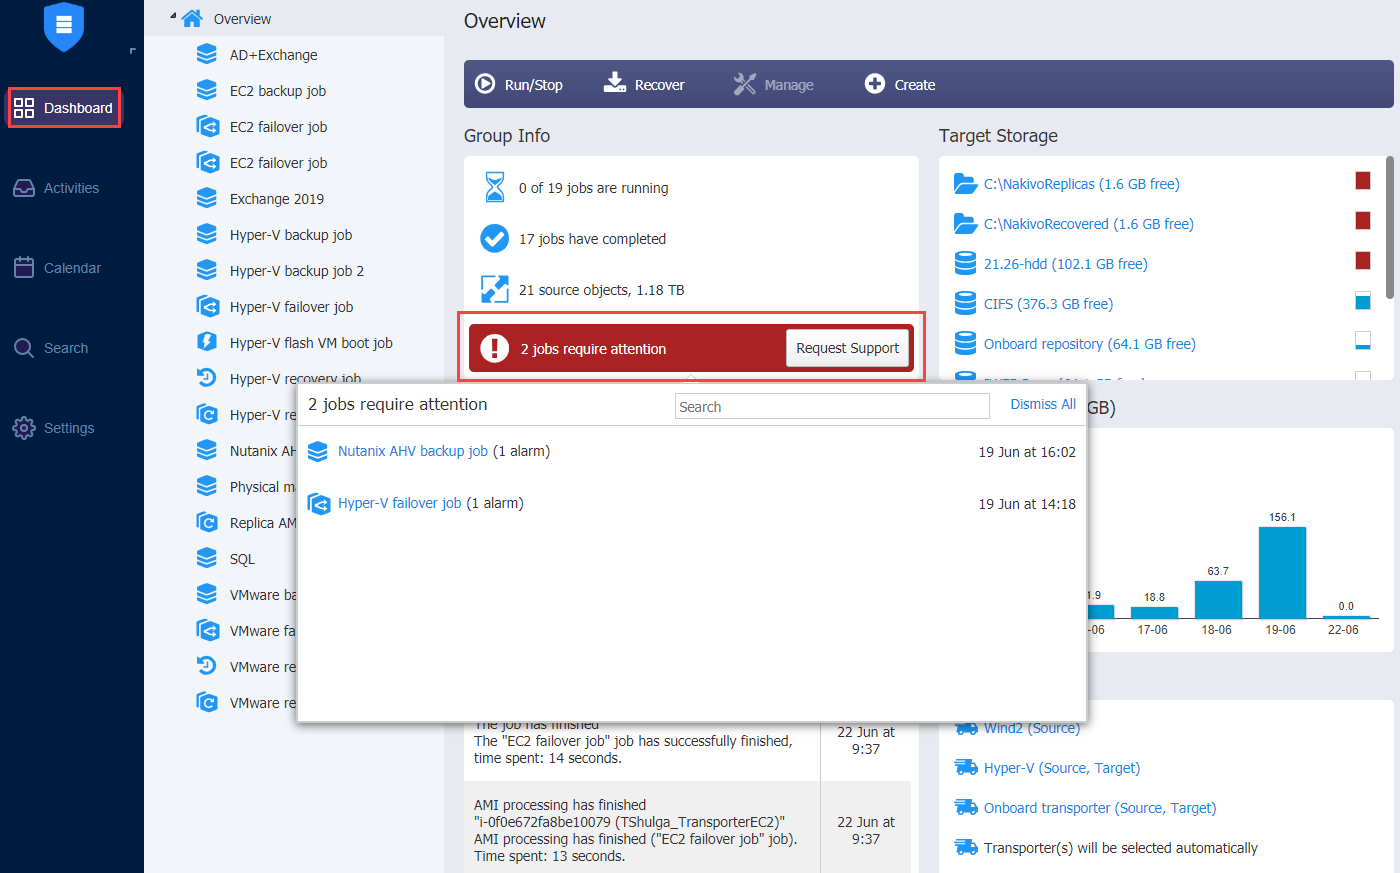 Dashboard
Activities
Calendar
Search
Settings
Overview
AD+Exchange
EC2 backup job
EC2 failover job
EC2 failover job
Exchange 2019
Hyper-V backup job
Hyper-V backup job 2
Hyper-V failover job
Hyper-V flash VM boot job
Hyper-V recovery job
Hyper-V re
Nutanix AH
Physical ma
Replica AM
SQL
VMware ba
VMware fa
VMware re
VMware re
Overview
Run/Stop
Recover
Manage
Create
Group Info
0 of 19 jobs are running
17 jobs have completed
21 source objects, 1.18 TB
2 jobs require attention
Request Support
Target Storage
C:\NakivoReplicas (1.6 GB free)
C:\NakivoRecovered (1.6 GB free)
21.26-hdd (102.1 GB free)
CIFS (376.3 GB free)
Onboard repository (64.1 GB free)
2 jobs require attention
Search
Dismiss All
Nutanix AHV backup job (1 alarm)
19 Jun at 16:02
Hyper-V failover job (1 alarm)
19 Jun at 14:18
GB)
1.9
18.8
63.7
156.1
0.0
-06
17-06
18-06
19-06
22-06
The job has finished
The "EC2 failover job" job has successfully finished,
time spent: 14 seconds.
22 Jun at
9:37
AMI processing has finished
"i-0f0e672fa8be10079 (TShulga_TransporterEC2)"
AMI processing has finished ("EC2 failover job" job).
Time spent: 13 seconds.
22 Jun at
9:37
Wind2 (Source)
Hyper-V (Source, Target)
Onboard transporter (Source, Target)
Transporter(s) will be selected automatically